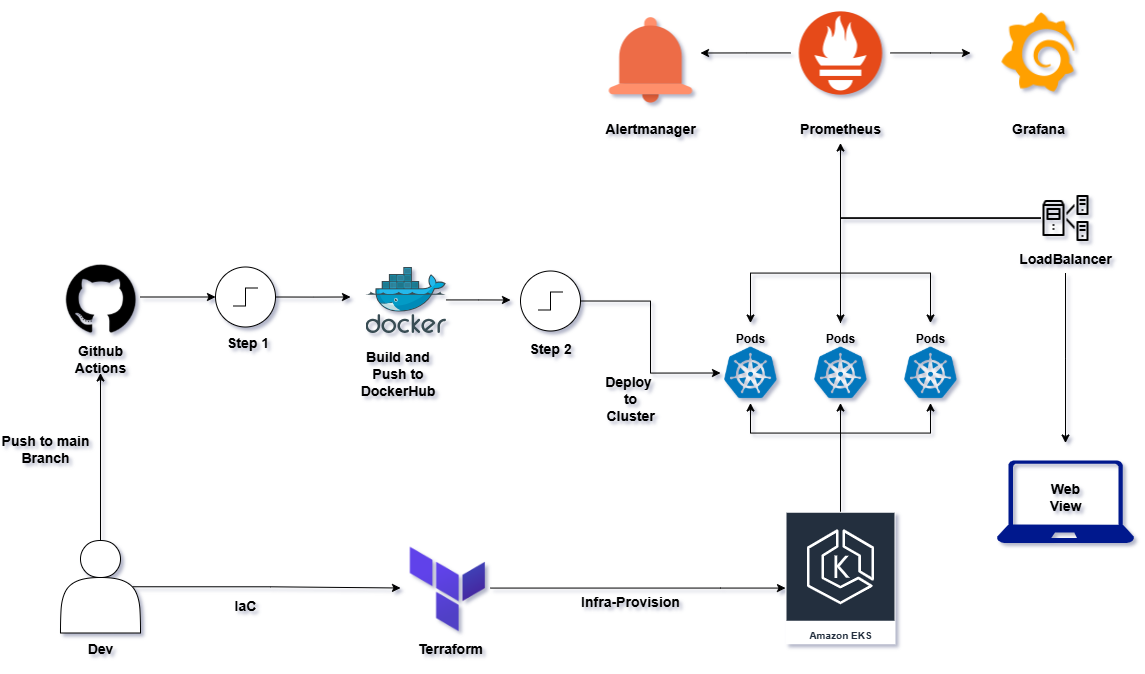 Alertmanager
Prometheus
Grafana
LoadBalancer
Github
Actions
Step 1
docker
Build and
Push to
DockerHub
Step 2
Deploy
to
Cluster
Pods
Pods
Pods
Push to main
Branch
Web
View
Dev
IaC
Terraform
Infra-Provision
K
Amazon EKS